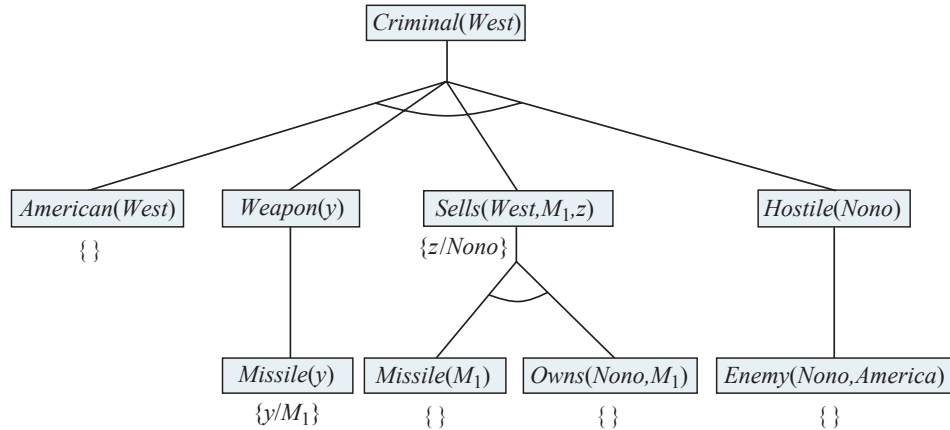 Criminal(West)
American(West)
Weapon(y)
Sells(West,M₁,z)
Hostile(Nono)
{ }
{z/Nono}
Missile(y)
Missile(M₁)
Owns(Nono,M₁)
Enemy(Nono,America)
{y/M₁}
{ }
{ }
{ }